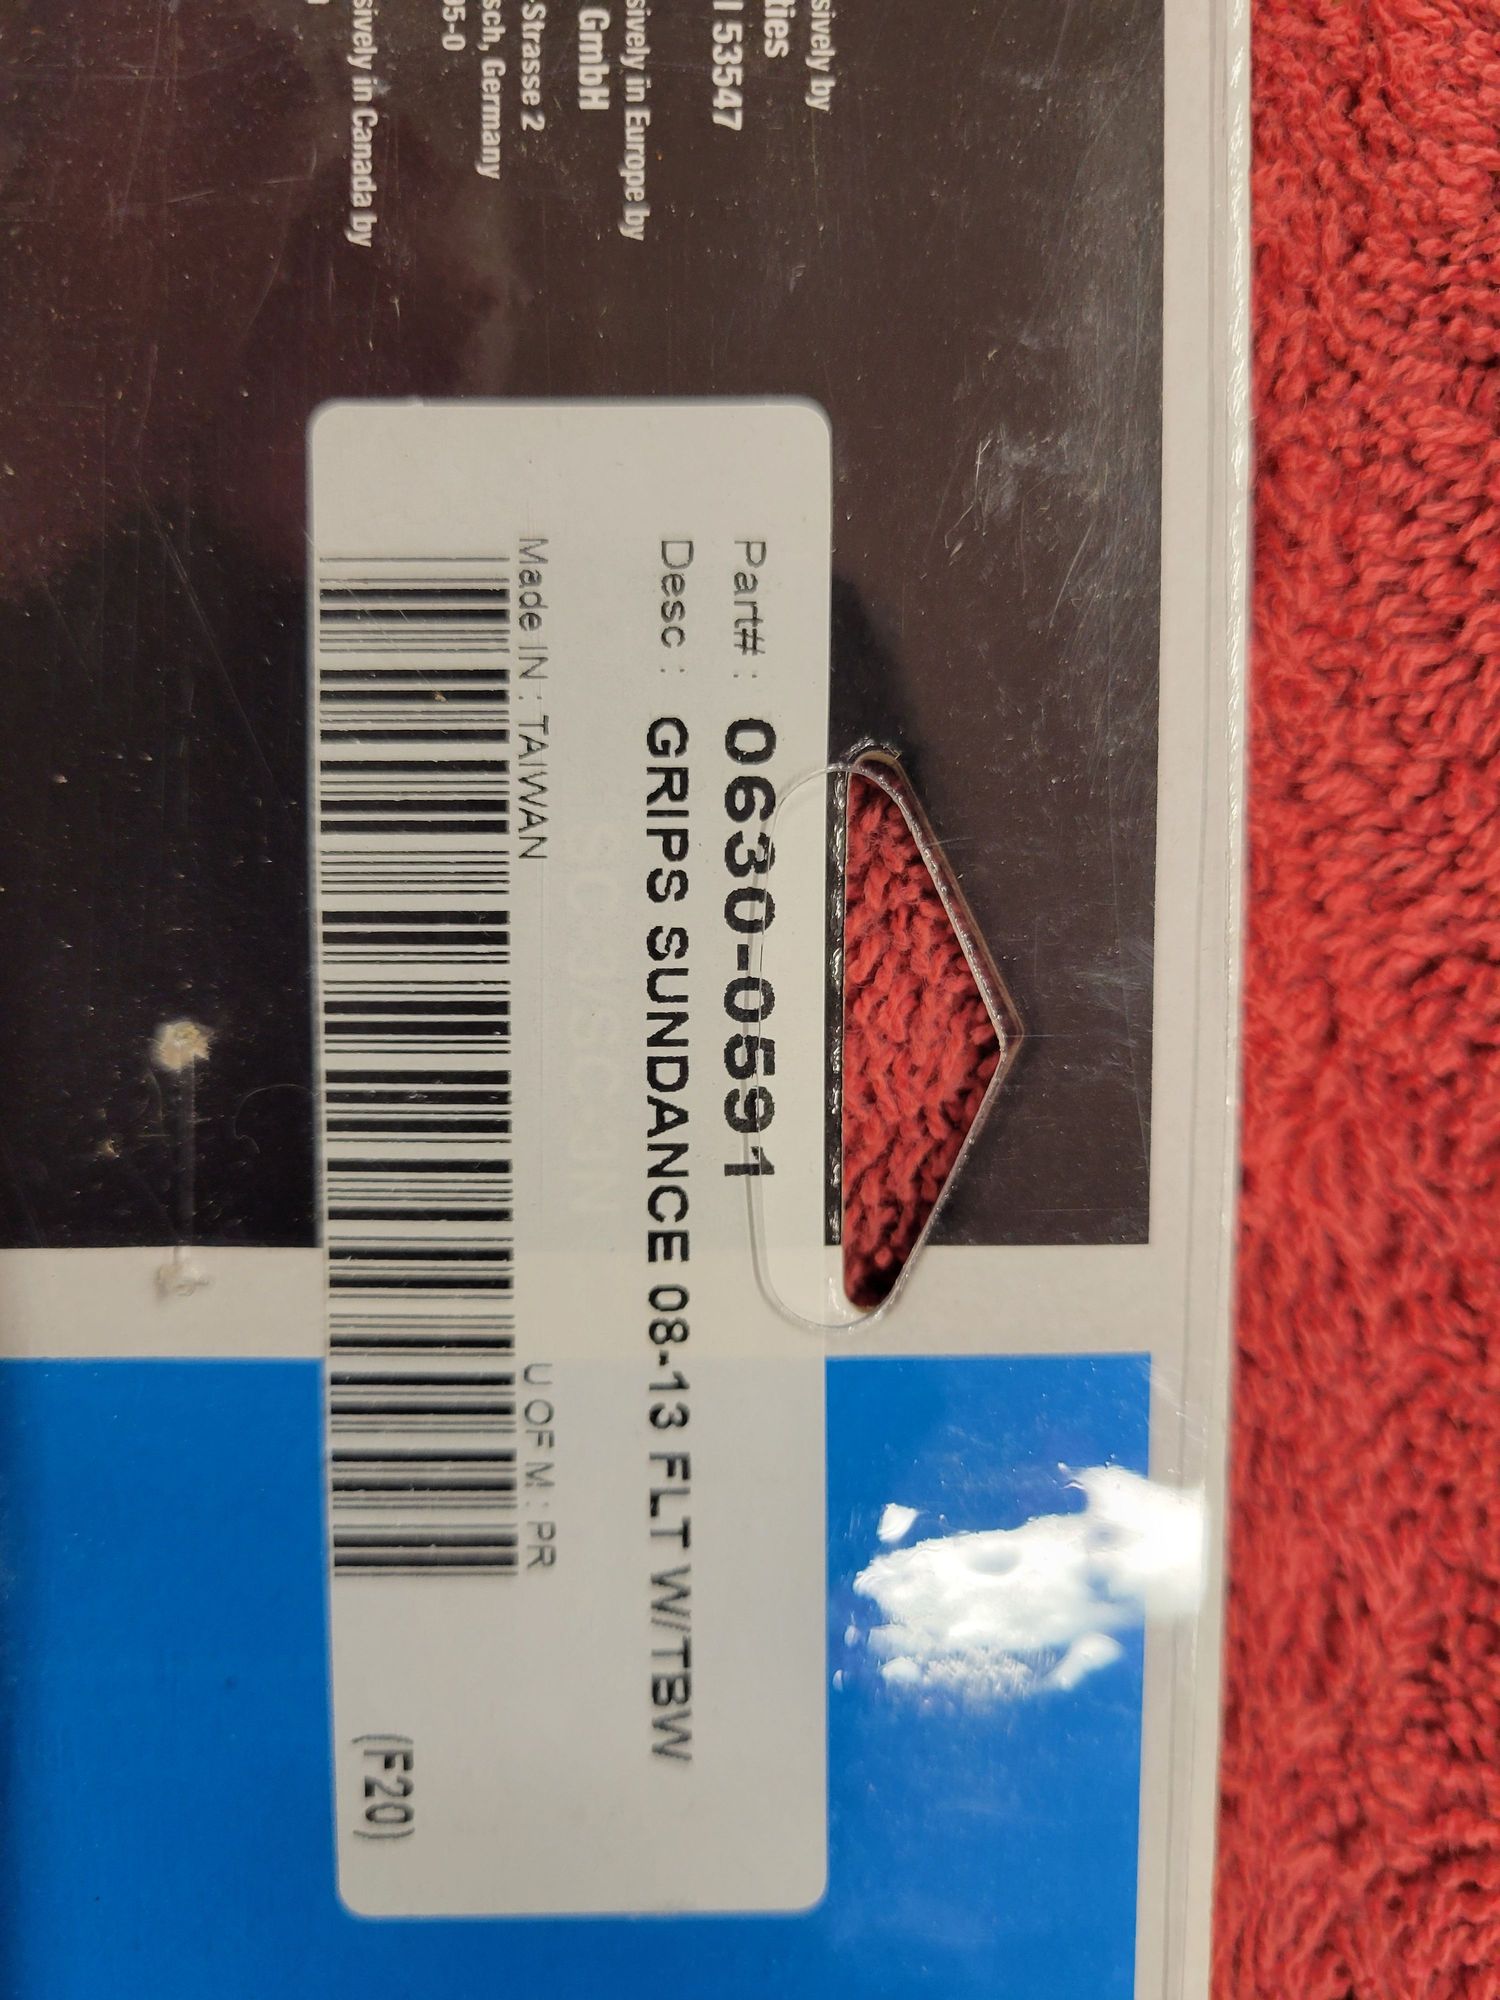 sively by
ties
I 53547
sively in Europe by
GmbH
-Strasse 2
sch, Germany
95-0
sively in Canada by
Part# : 0630-0591
Desc : GRIPS SUNDANCE 08-13 FLT W/TBW
Made IN : TAIWAN U OF M : PR
(F20)